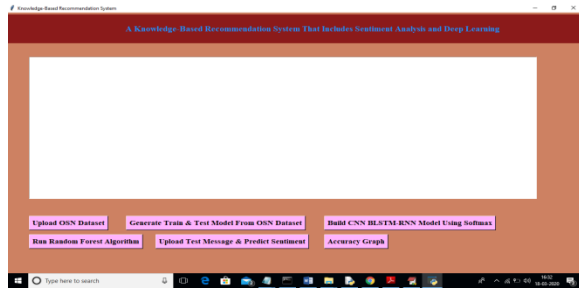 Knowledge-Based Recommendation System
A Knowledge-Based Recommendation System That Includes Sentiment Analysis and Deep Learning
Upload OSN Dataset Generate Train & Test Model From OSN Dataset Build CNN BLSTM-RNN Model Using Softmax
Run Random Forest Algorithm Upload Test Message & Predict Sentiment Accuracy Graph
Type here to search
16:02